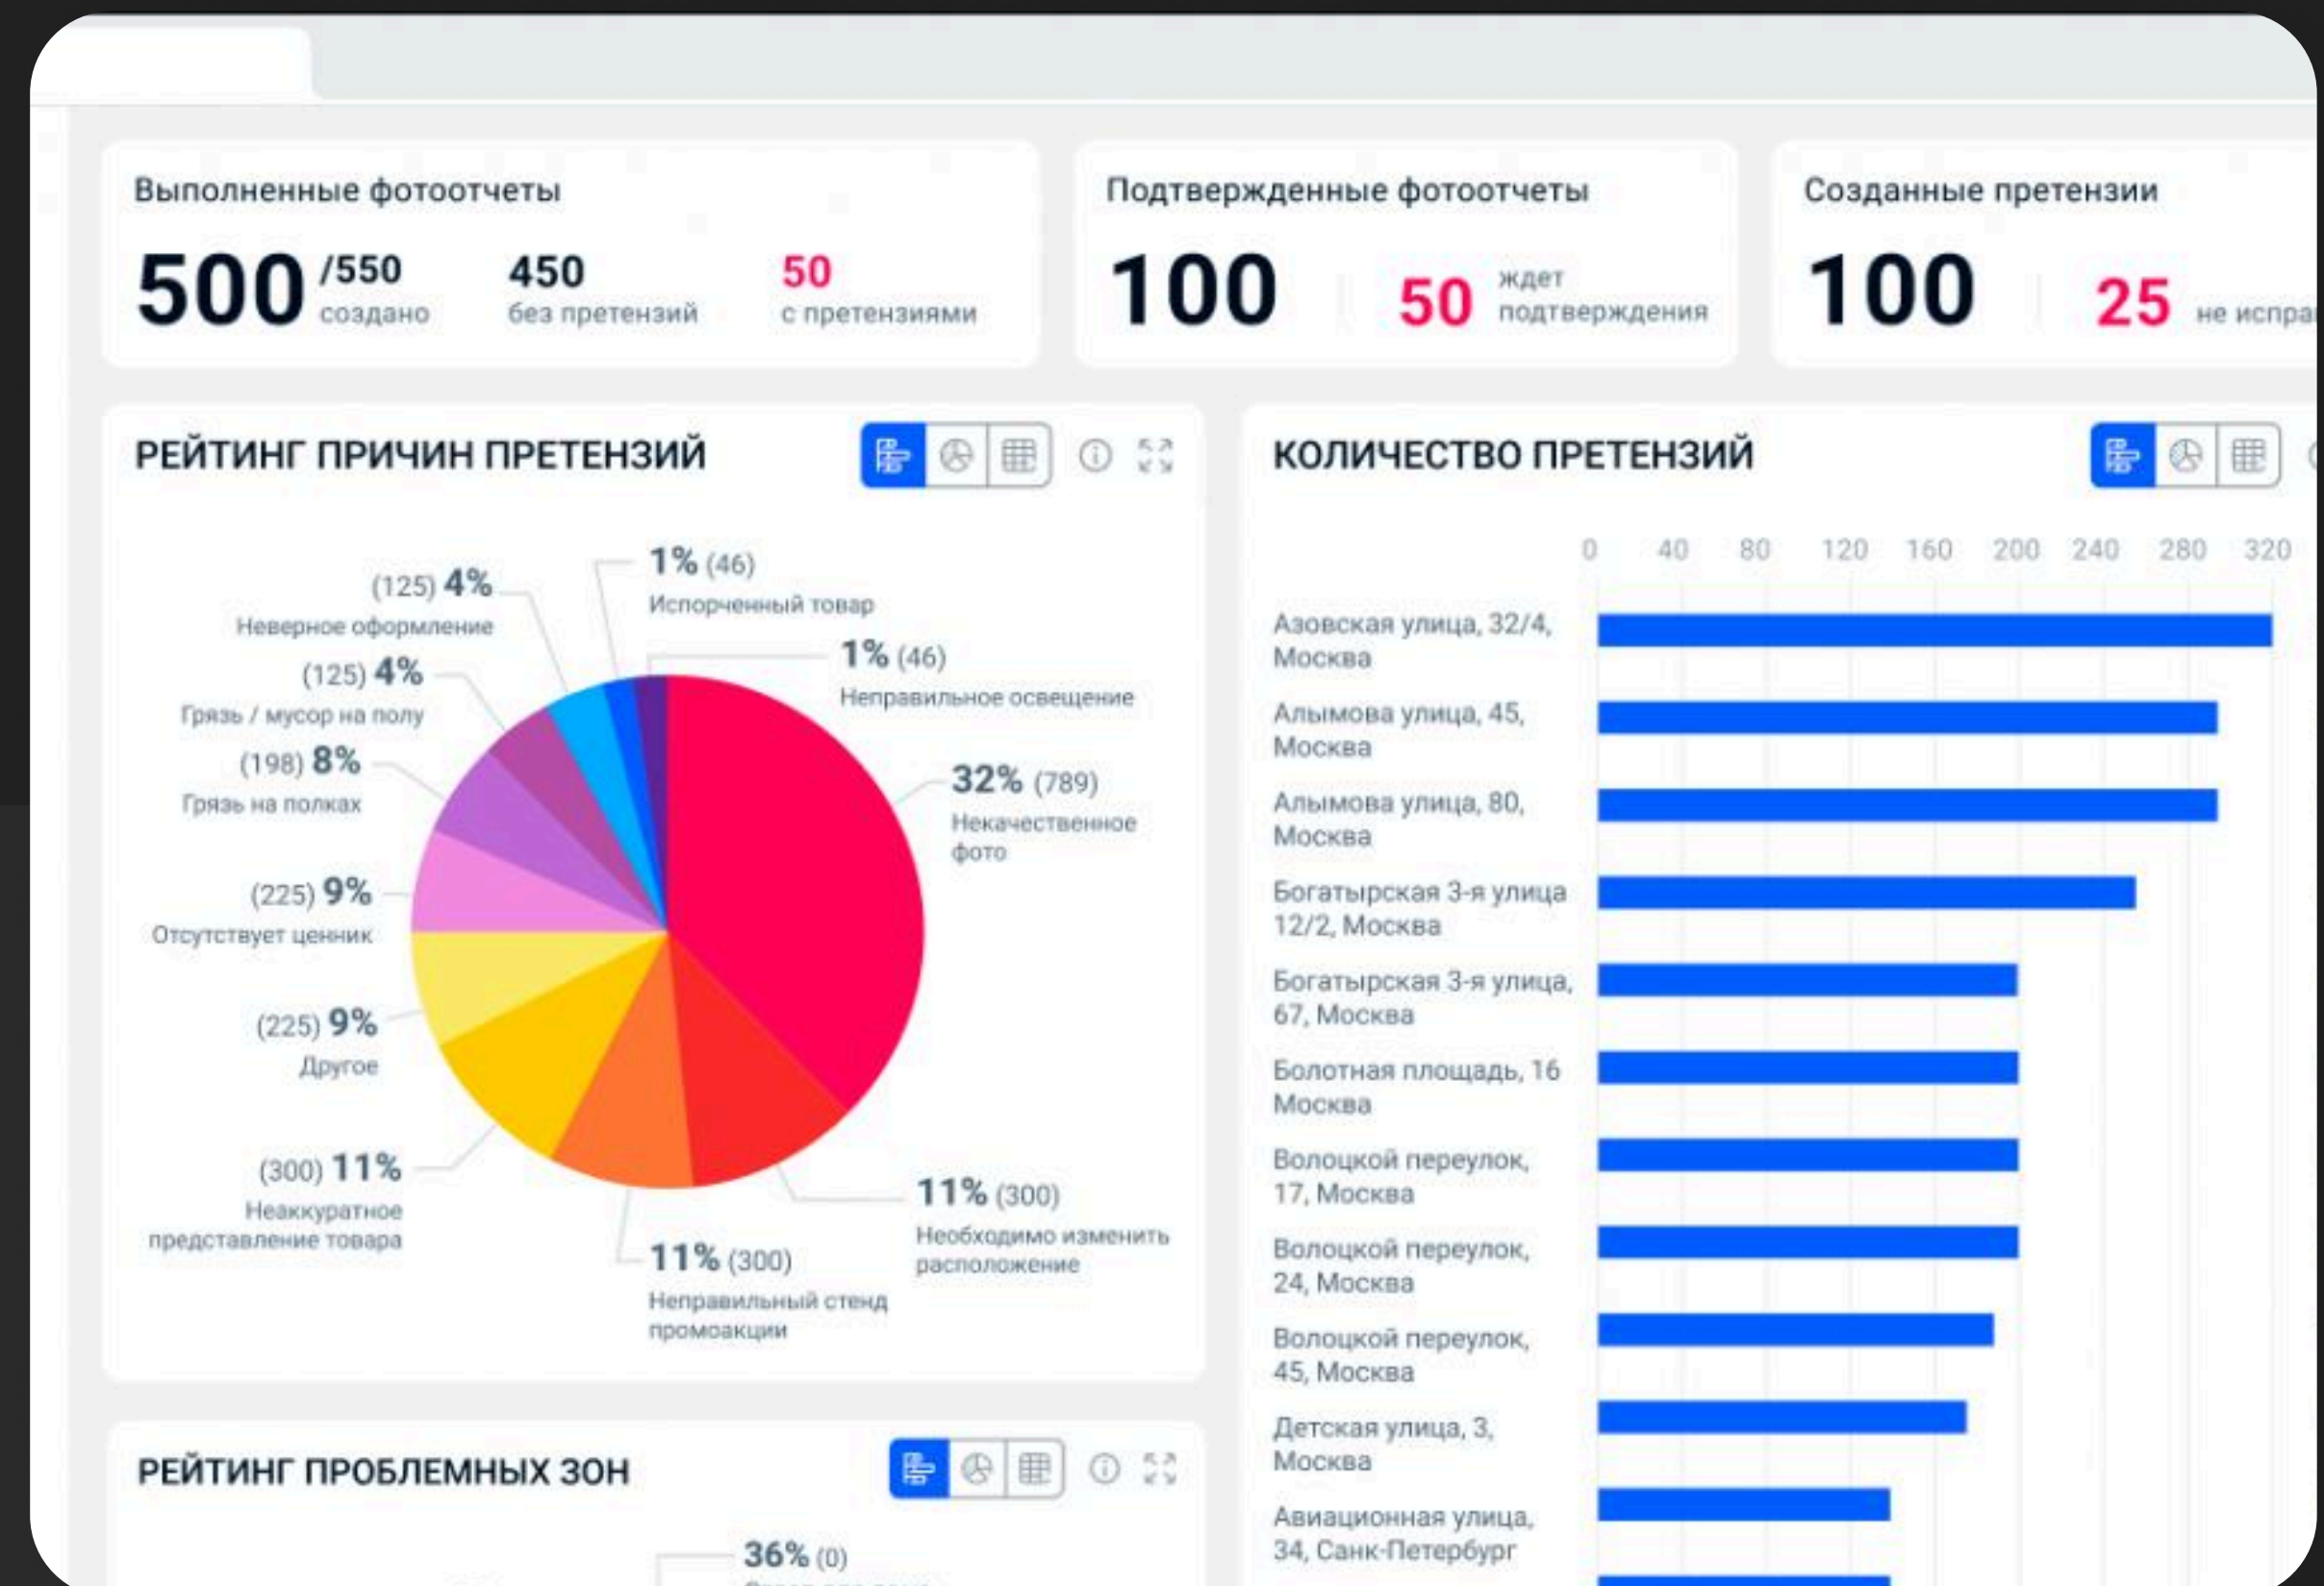 Выполненные фотоотчеты
500 /550 создано
450 без претензий
50 с претензиями
Подтвержденные фотоотчеты
100
50 ждет
подтверждения
Созданные претензии
100
25 не
РЕЙТИНГ ПРИЧИН ПРЕТЕНЗИЙ
1% (46)
Испорченный товар
1% (46)
Неправильное освещение
32% (789)
Некачественное
фото
11% (300)
Необходимо изменить
расположение
11% (300)
Неправильный стенд
промоакции
(300) 11%
Неаккуратное
представление товара
(225) 9%
Другое
(225) 9%
Отсутствует ценник
(198) 8%
Грязь на полках
(125) 4%
Грязь / мусор на полу
(125) 4%
Неверное оформление
КОЛИЧЕСТВО ПРЕТЕНЗИЙ
0 40 80 120 160 200 240 280 320
Азовская улица, 32/4,
Москва
Алымова улица, 45,
Москва
Алымова улица, 80,
Москва
Богатырская 3-я улица
12/2, Москва
Богатырская 3-я улица,
67, Москва
Болотная площадь, 16
Москва
Волоцкой переулок,
17, Москва
Волоцкой переулок,
24, Москва
Волоцкой переулок,
45, Москва
Детская улица, 3,
Москва
Авиационная улица,
34, Санк-Петербург
РЕЙТИНГ ПРОБЛЕМНЫХ ЗОН
36% (0)